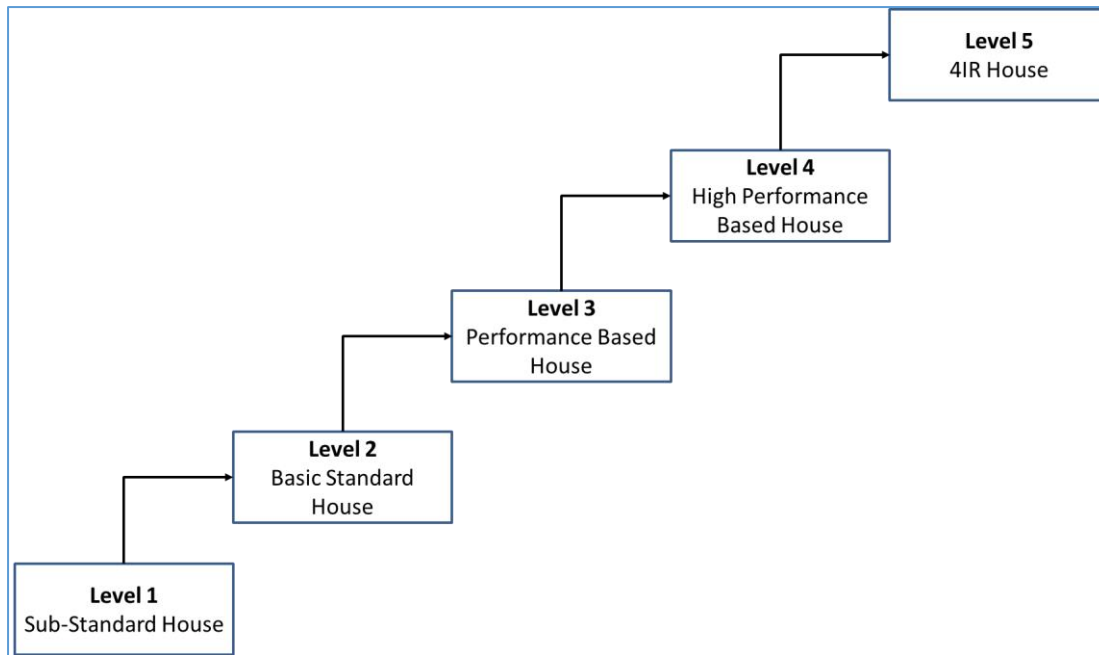 Level 5
4IR House
Level 4
High Performance
Based House
Level 3
Performance Based
House
Level 2
Basic Standard
House
Level 1
Sub-Standard House